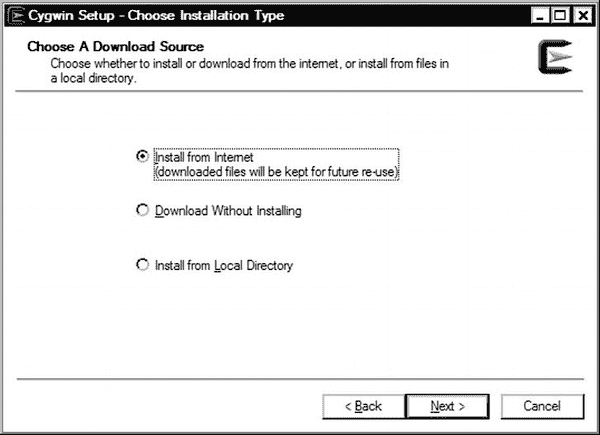 Cygwin Setup - Choose Installation Type
Choose A Download Source
Choose whether to install or download from the internet, or install from files in
a local directory.
Install from Internet
(downloaded files will be kept for future re-use)
Download Without Installing
Install from Local Directory
< Back
Next >
Cancel